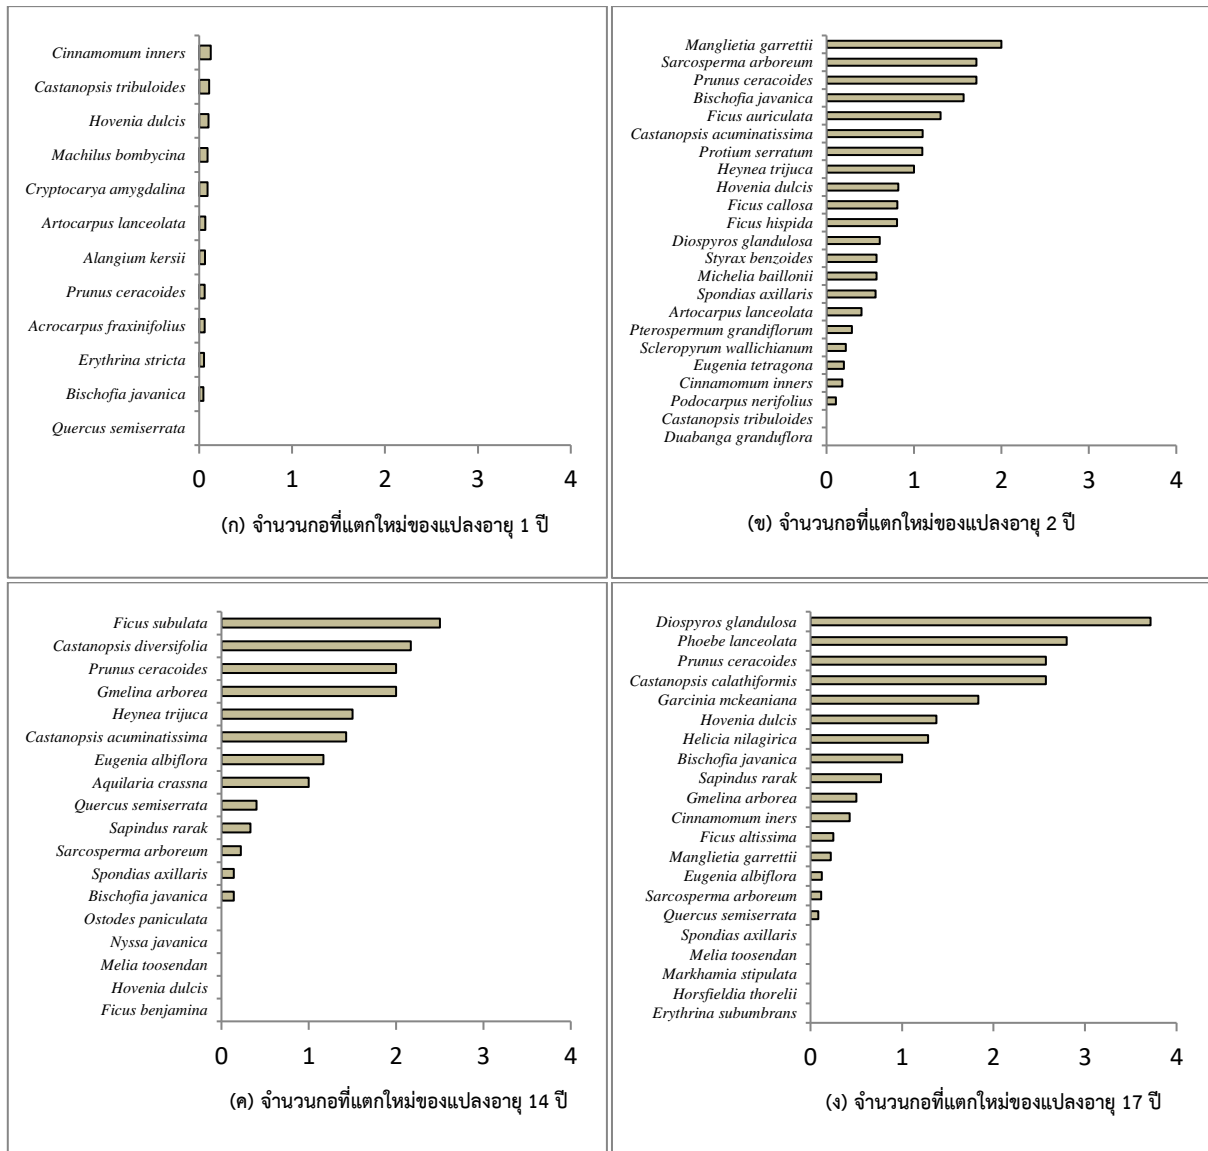 Cinnamomum inners
Castanopsis tribuloides
Hovenia dulcis
Machilus bombycina
Cryptocarya amygdalina
Artocarpus lanceolata
Alangium kersii
Prunus ceracoides
Acrocarpus fraxinifolius
Erythrina stricta
Bischofia javanica
Quercus semiserrata
0 1 2 3 4
(ก) จำนวนกอที่แตกใหม่ของแปลงอายุ 1 ปี
Manglietia garrettii
Sarcosperma arboreum
Prunus ceracoides
Bischofia javanica
Ficus auriculata
Castanopsis acuminatissima
Protium serratum
Heynea trijuca
Hovenia dulcis
Ficus callosa
Ficus hispida
Diospyros glandulosa
Styrax benzoides
Michelia baillonii
Spondias axillaris
Artocarpus lanceolata
Pterospermum grandiflorum
Scleropyrum wallichianum
Eugenia tetragona
Cinnamomum inners
Podocarpus nerifolius
Castanopsis tribuloides
Duabanga granduflora
0 1 2 3 4
(ข) จำนวนกอที่แตกใหม่ของแปลงอายุ 2 ปี
Ficus subulata
Castanopsis diversifolia
Prunus ceracoides
Gmelina arborea
Heynea trijuca
Castanopsis acuminatissima
Eugenia albiflora
Aquilaria crassna
Quercus semiserrata
Sapindus rarak
Sarcosperma arboreum
Spondias axillaris
Bischofia javanica
Ostodes paniculata
Nyssa javanica
Melia toosendan
Hovenia dulcis
Ficus benjamina
0 1 2 3 4
(ค) จำนวนกอที่แตกใหม่ของแปลงอายุ 14 ปี
Diospyros glandulosa
Phoebe lanceolata
Prunus ceracoides
Castanopsis calathiformis
Garcinia mckeaniana
Hovenia dulcis
Helicia nilagirica
Bischofia javanica
Sapindus rarak
Gmelina arborea
Cinnamomum iners
Ficus altissima
Manglietia garrettii
Eugenia albiflora
Sarcosperma arboreum
Quercus semiserrata
Spondias axillaris
Melia toosendan
Markhamia stipulata
Horsfieldia thorelii
Erythrina subumbrans
0 1 2 3 4
(ง) จำนวนกอที่แตกใหม่ของแปลงอายุ 17 ปี